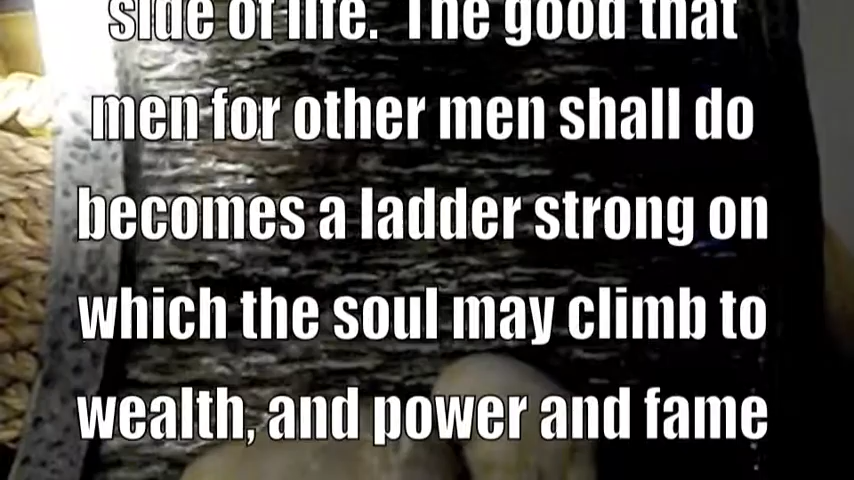 side of life. The good that
men for other men shall do
becomes a ladder strong on
which the soul may climb to
wealth, and power and fame